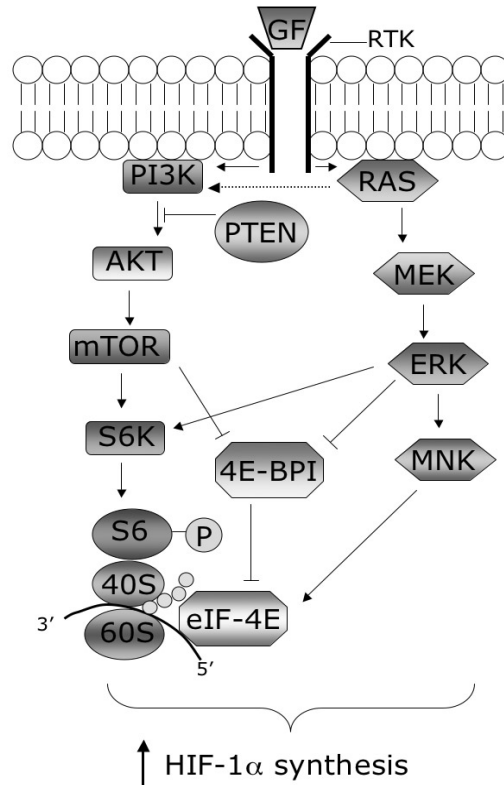 GF
RTK
PI3K
RAS
PTEN
AKT
MEK
mTOR
ERK
S6K
4E-BPI
MNK
S6
P
40S
eIF-4E
3′
60S
5′
HIF-1α synthesis